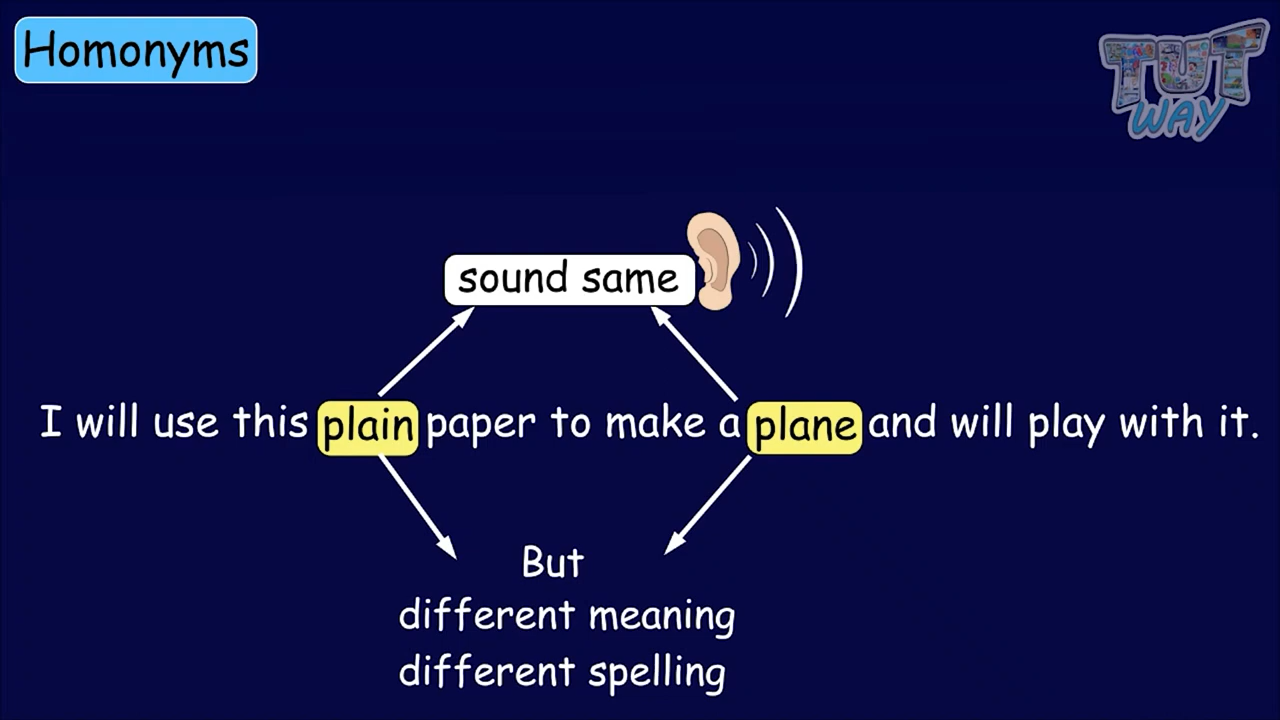 Homonyms
TUT
WAY
sound same
I will use this plain paper to make a plane and will play with it.
But
different meaning
different spelling